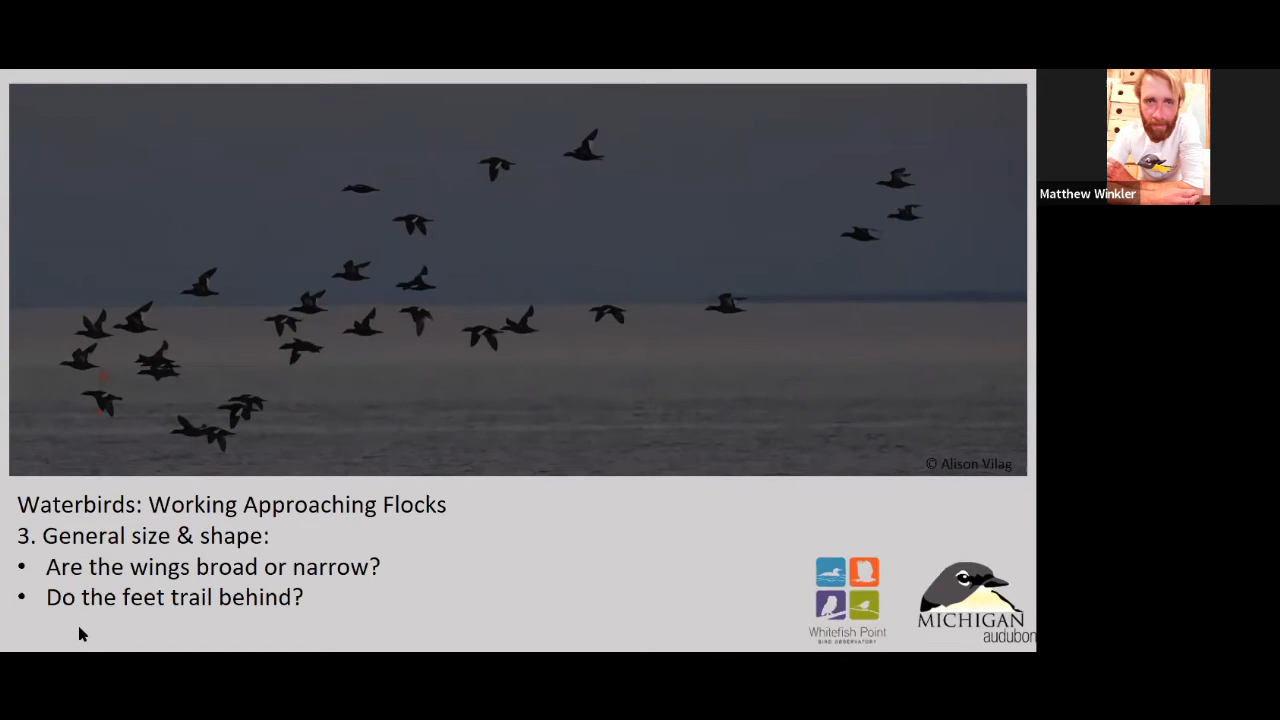 Matthew Winkler
© Alison Vilag
Waterbirds: Working Approaching Flocks
3. General size & shape:
• Are the wings broad or narrow?
• Do the feet trail behind?
Whitefish Point
BIRD OBSERVATORY
MICHIGAN
audubon